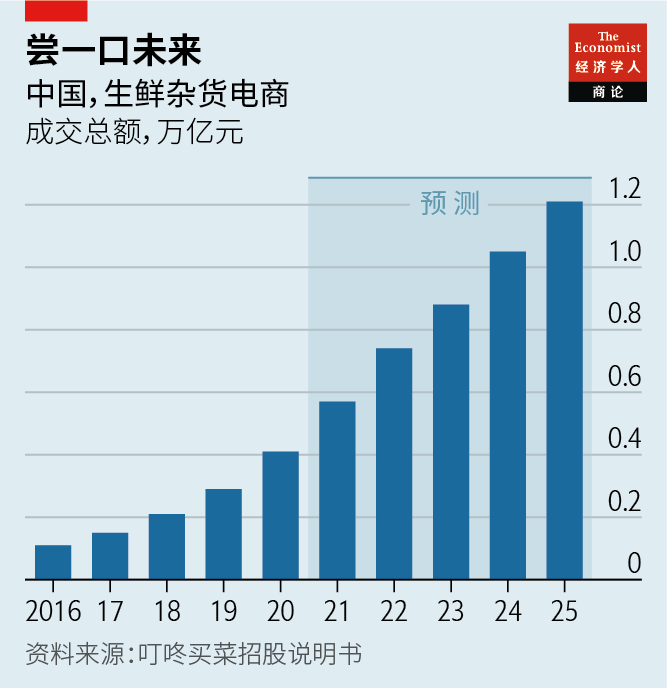 尝一口未来
中国，生鲜杂货电商
成交总额，万亿元
The
Economist
经济学人
商论
预测
1.2
1.0
0.8
0.6
0.4
0.2
0
2016 17 18 19 20 21 22 23 24 25
资料来源：叮咚买菜招股说明书